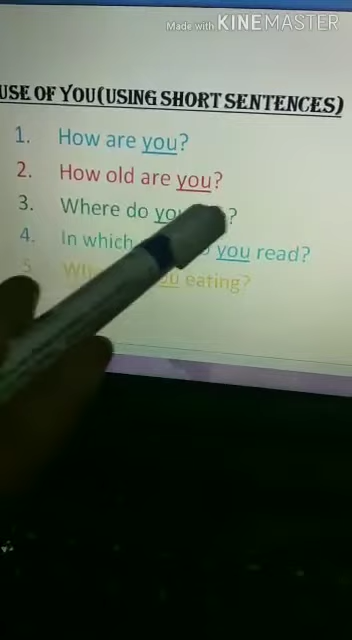 Made with KINEMASTER
USE OF YOU(USING SHORT SENTENCES)
1. How are you?
2. How old are you?
3. Where do ?
4. In which you read?
5. eating?